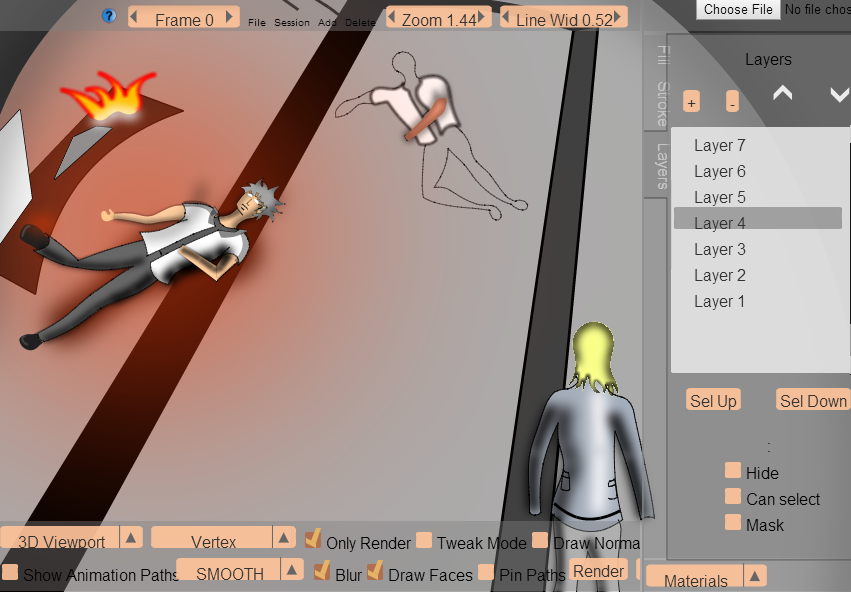 ? Frame 0 File Session Add Delete Zoom 1.44 Line Wid 0.52
Choose File No file chos
Fill
Stroke
Layers
Layers
+ -
Layer 7
Layer 6
Layer 5
Layer 4
Layer 3
Layer 2
Layer 1
Sel Up Sel Down
:
Hide
Can select
Mask
3D Viewport Vertex Only Render Tweak Mode Draw Norma
Show Animation Paths SMOOTH Blur Draw Faces Pin Paths Render
Materials